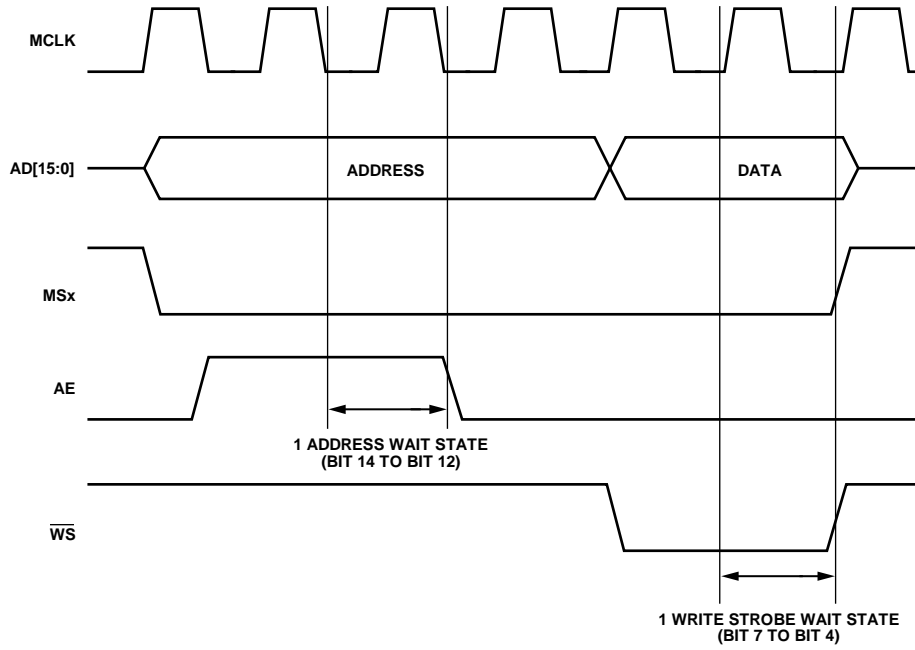 MCLK
AD[15:0]
ADDRESS
DATA
MSx
AE
1 ADDRESS WAIT STATE
(BIT 14 TO BIT 12)
WS
1 WRITE STROBE WAIT STATE
(BIT 7 TO BIT 4)